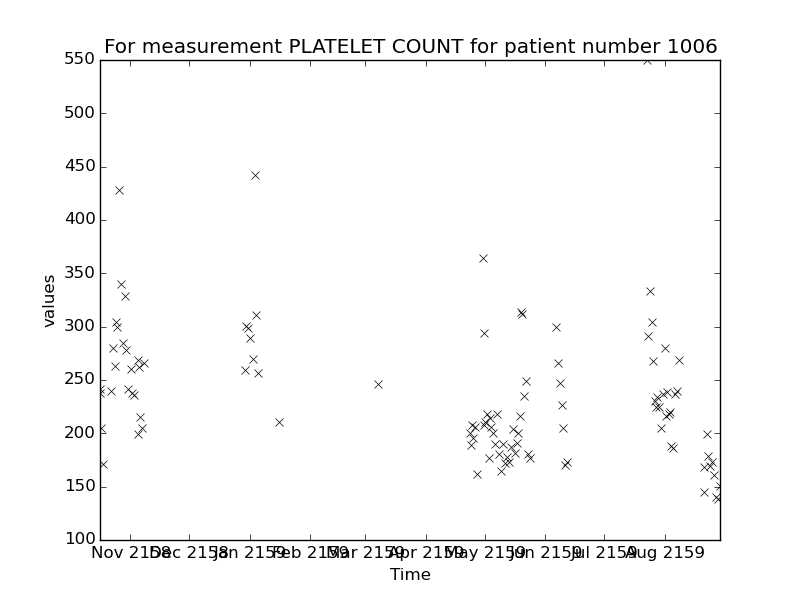 For measurement PLATELET COUNT for patient number 1006
550
500
450
400
350
300
250
200
150
100
values
Nov 2158 Dec 2158 Jan 2159 Feb 2159 Mar 2159 Apr 2159 May 2159 Jun 2159 Jul 2159 Aug 2159
Time